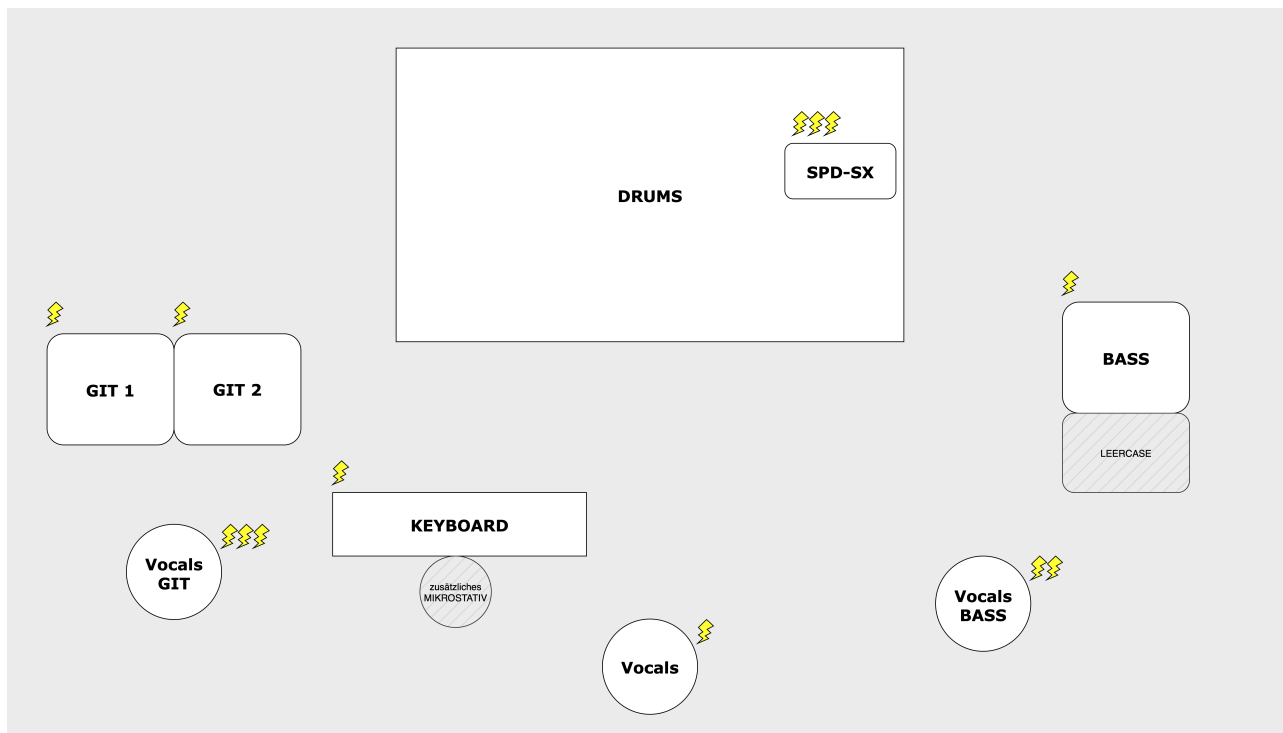 SPD-SX
DRUMS
BASS
GIT 1
GIT 2
LEERCASE
KEYBOARD
Vocals
GIT
zusätzliches
MIKROSTATIV
Vocals
BASS
Vocals